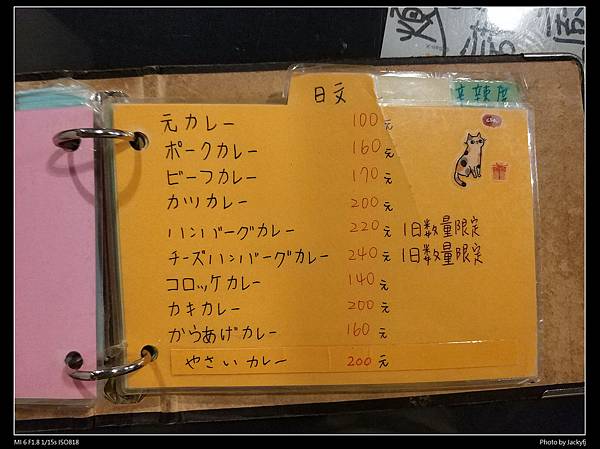 日文
辛辣度
元カレー 100元
ポークカレー 160元
ビーフカレー 170元
カツカレー 200元
ハンバーグカレー 220元 1日数量限定
チーズハンバーグカレー 240元 1日数量限定
コロッケカレー 140元
カキカレー 200元
からあげカレー 160元
やさいカレー 200元
MI 6 F1.8 1/15s ISO818
Photo by Jackyfj